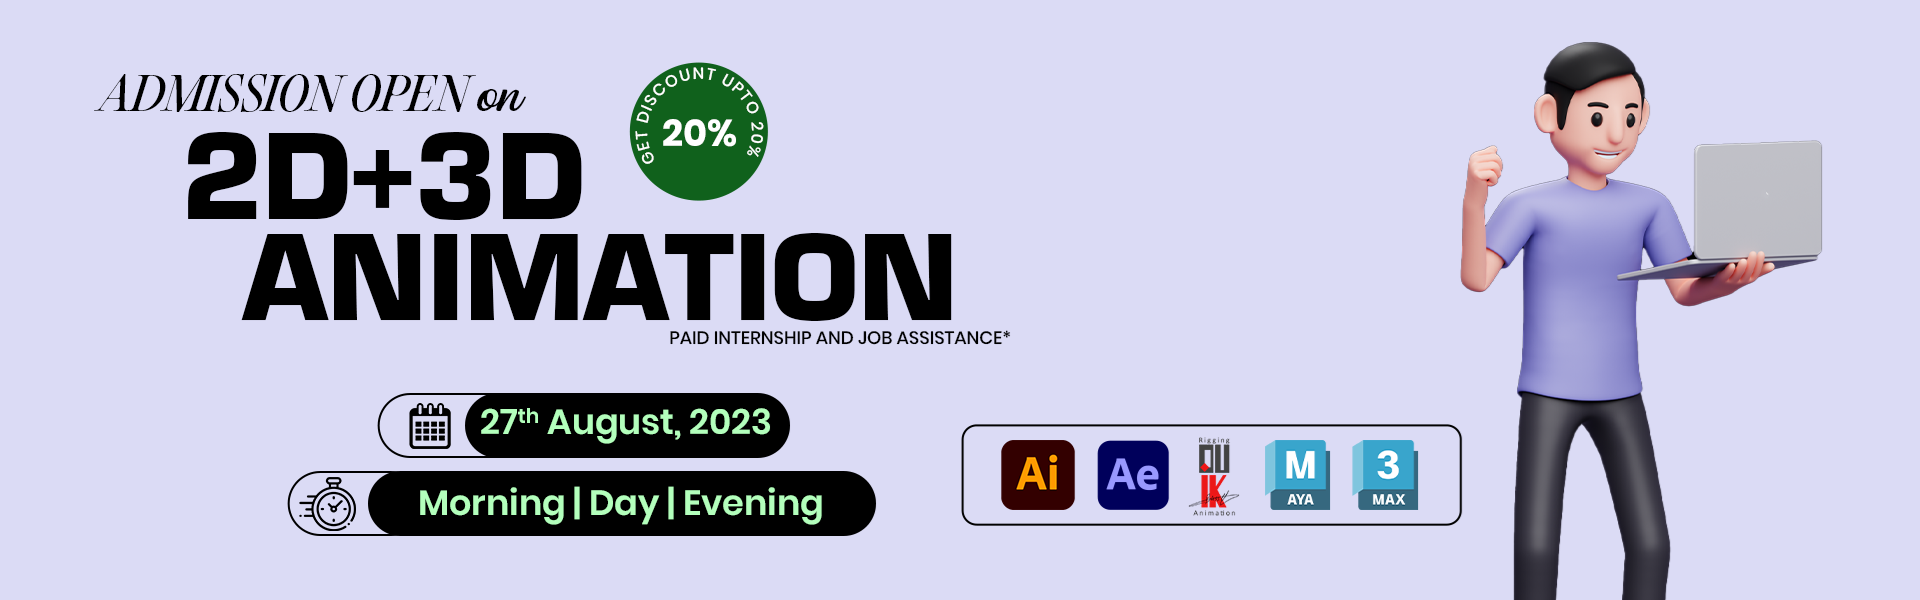 ADMISSION OPEN on
GET DISCOUNT UPTO 20%
20%
2D+3D
ANIMATION
PAID INTERNSHIP AND JOB ASSISTANCE*
27th August, 2023
Morning | Day | Evening
Ai
Ae
Rigging
DUIK
Animation
M
AYA
3
MAX